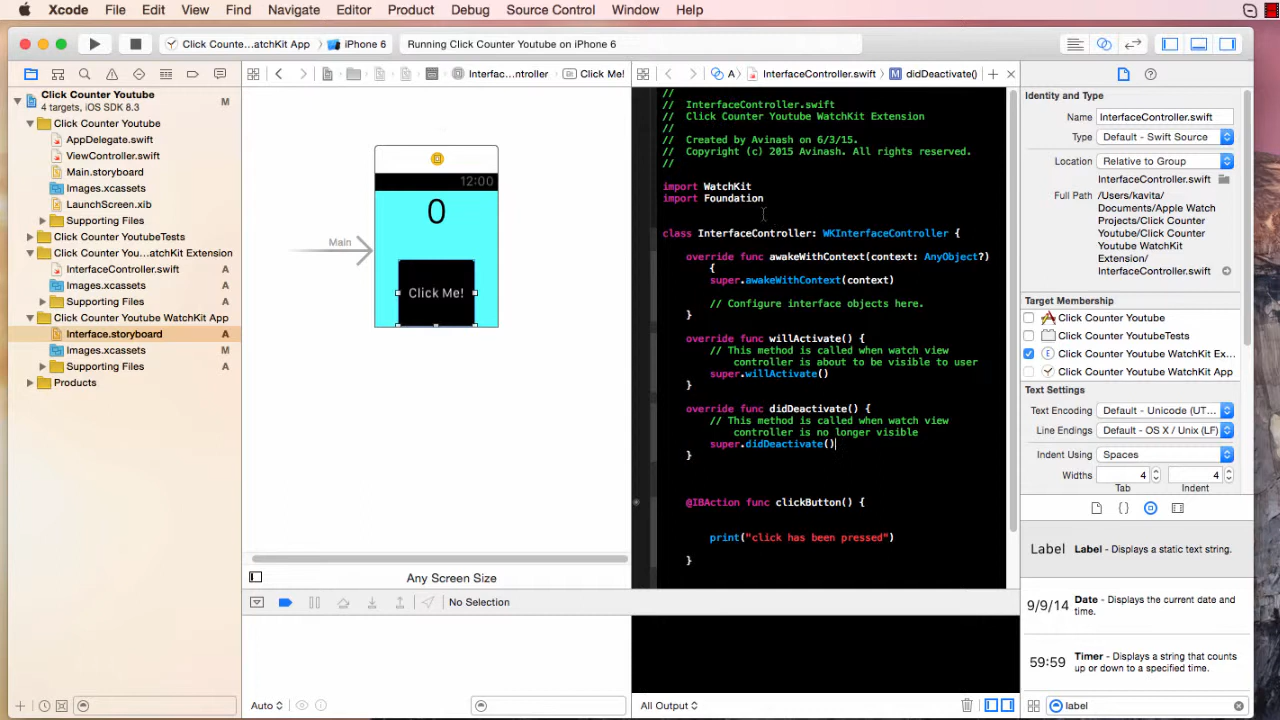 Xcode File Edit View Find Navigate Editor Product Debug Source Control Window Help
Click Counte...atchKit App iPhone 6 Running Click Counter Youtube on iPhone 6
Interfac...ntroller Click Me!
A InterfaceController.swift didDeactivate()
Click Counter Youtube M
4 targets, iOS SDK 8.3
Click Counter Youtube
AppDelegate.swift
ViewController.swift
Main.storyboard
Images.xcassets
LaunchScreen.xib
Supporting Files
Click Counter YoutubeTests
Click Counter You...atchKit Extension
InterfaceController.swift A
Images.xcassets A
Supporting Files A
Click Counter Youtube WatchKit App
Interface.storyboard A
Images.xcassets M
Supporting Files A
Products
12:00
0
Main
Click Me!
Any Screen Size
//
// InterfaceController.swift
// Click Counter Youtube WatchKit Extension
//
// Created by Avinash on 6/3/15.
// Copyright (c) 2015 Avinash. All rights reserved.
//
import WatchKit
import Foundation
class InterfaceController: WKInterfaceController {
override func awakeWithContext(context: AnyObject?)
{
super.awakeWithContext(context)
// Configure interface objects here.
}
override func willActivate() {
// This method is called when watch view
controller is about to be visible to user
super.willActivate()
}
override func didDeactivate() {
// This method is called when watch view
controller is no longer visible
super.didDeactivate()
}
@IBAction func clickButton() {
print("click has been pressed")
}
No Selection
Auto
All Output
Identity and Type
Name InterfaceController.swift
Type Default - Swift Source
Location Relative to Group
InterfaceController.swift
Full Path /Users/kavita/
Documents/Apple Watch
Projects/Click Counter
Youtube/Click Counter
Youtube WatchKit
Extension/
InterfaceController.swift
Target Membership
Click Counter Youtube
Click Counter YoutubeTests
Click Counter Youtube WatchKit Ex...
Click Counter Youtube WatchKit App
Text Settings
Text Encoding Default - Unicode (UT...
Line Endings Default - OS X / Unix (LF)
Indent Using Spaces
Widths 4 4
Tab Indent
Label Label - Displays a static text string.
9/9/14 Date - Displays the current date and
time.
59:59 Timer - Displays a string that counts
up or down to a specified time.
label